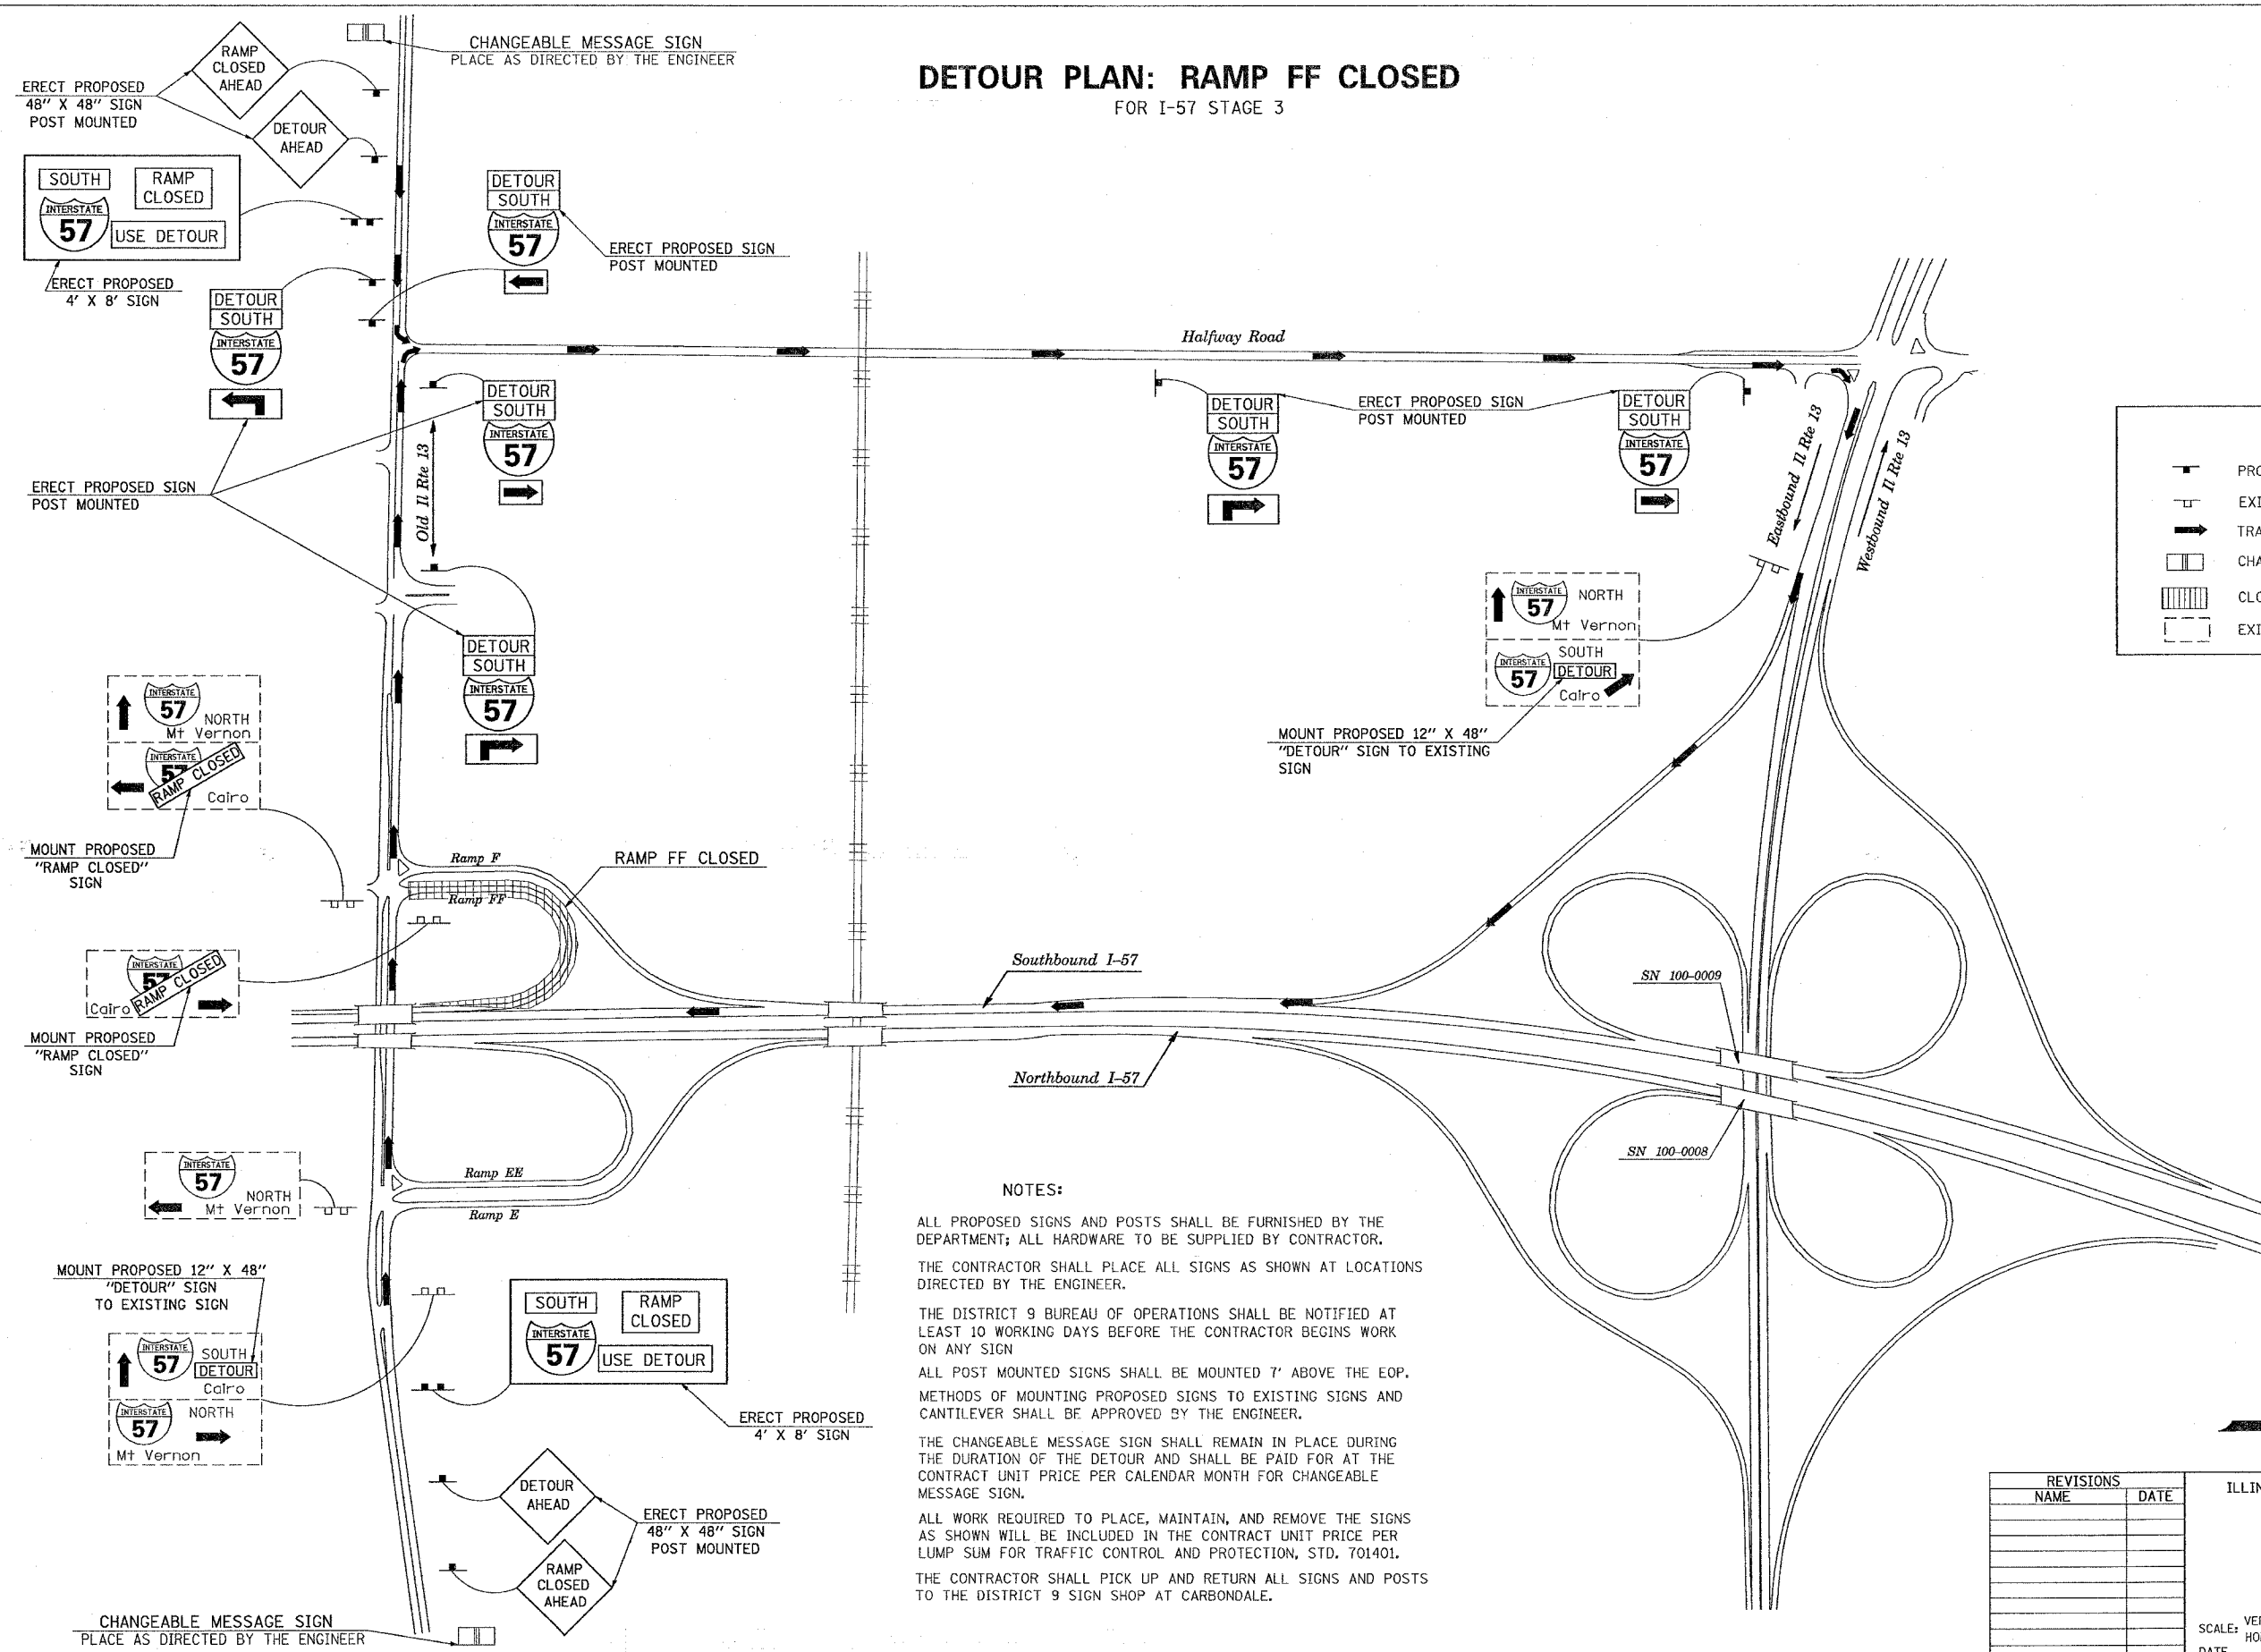 DETOUR PLAN: RAMP FF CLOSED
FOR I-57 STAGE 3
CHANGEABLE MESSAGE SIGN
PLACE AS DIRECTED BY THE ENGINEER
RAMP
CLOSED
AHEAD
ERECT PROPOSED
48" X 48" SIGN
POST MOUNTED
DETOUR
AHEAD
SOUTH
RAMP
CLOSED
INTERSTATE
57
USE DETOUR
ERECT PROPOSED
4' X 8' SIGN
DETOUR
SOUTH
INTERSTATE
57
ERECT PROPOSED SIGN
POST MOUNTED
DETOUR
SOUTH
INTERSTATE
57
Halfway Road
DETOUR
SOUTH
INTERSTATE
57
Old Il Rte 13
ERECT PROPOSED SIGN
POST MOUNTED
DETOUR
SOUTH
INTERSTATE
57
DETOUR
SOUTH
INTERSTATE
57
ERECT PROPOSED SIGN
POST MOUNTED
DETOUR
SOUTH
INTERSTATE
57
Eastbound Il Rte 13
Westbound Il Rte 13
INTERSTATE
57
NORTH
Mt Vernon
SOUTH
INTERSTATE
57
DETOUR
Cairo
MOUNT PROPOSED 12" X 48"
"DETOUR" SIGN TO EXISTING
SIGN
INTERSTATE
57
NORTH
Mt Vernon
INTERSTATE
57
RAMP CLOSED
Cairo
MOUNT PROPOSED
"RAMP CLOSED"
SIGN
Ramp F
RAMP FF CLOSED
Ramp FF
INTERSTATE
57
RAMP CLOSED
Cairo
MOUNT PROPOSED
"RAMP CLOSED"
SIGN
Southbound I-57
Northbound I-57
SN 100-0009
SN 100-0008
INTERSTATE
57
NORTH
Mt Vernon
Ramp EE
Ramp E
MOUNT PROPOSED 12" X 48"
"DETOUR" SIGN
TO EXISTING SIGN
INTERSTATE
57
SOUTH
DETOUR
Cairo
INTERSTATE
57
NORTH
Mt Vernon
SOUTH
RAMP
CLOSED
INTERSTATE
57
USE DETOUR
ERECT PROPOSED
4' X 8' SIGN
DETOUR
AHEAD
ERECT PROPOSED
48" X 48" SIGN
POST MOUNTED
RAMP
CLOSED
AHEAD
CHANGEABLE MESSAGE SIGN
PLACE AS DIRECTED BY THE ENGINEER
NOTES:
ALL PROPOSED SIGNS AND POSTS SHALL BE FURNISHED BY THE
DEPARTMENT; ALL HARDWARE TO BE SUPPLIED BY CONTRACTOR.
THE CONTRACTOR SHALL PLACE ALL SIGNS AS SHOWN AT LOCATIONS
DIRECTED BY THE ENGINEER.
THE DISTRICT 9 BUREAU OF OPERATIONS SHALL BE NOTIFIED AT
LEAST 10 WORKING DAYS BEFORE THE CONTRACTOR BEGINS WORK
ON ANY SIGN
ALL POST MOUNTED SIGNS SHALL BE MOUNTED 7' ABOVE THE EOP.
METHODS OF MOUNTING PROPOSED SIGNS TO EXISTING SIGNS AND
CANTILEVER SHALL BE APPROVED BY THE ENGINEER.
THE CHANGEABLE MESSAGE SIGN SHALL REMAIN IN PLACE DURING
THE DURATION OF THE DETOUR AND SHALL BE PAID FOR AT THE
CONTRACT UNIT PRICE PER CALENDAR MONTH FOR CHANGEABLE
MESSAGE SIGN.
ALL WORK REQUIRED TO PLACE, MAINTAIN, AND REMOVE THE SIGNS
AS SHOWN WILL BE INCLUDED IN THE CONTRACT UNIT PRICE PER
LUMP SUM FOR TRAFFIC CONTROL AND PROTECTION, STD. 701401.
THE CONTRACTOR SHALL PICK UP AND RETURN ALL SIGNS AND POSTS
TO THE DISTRICT 9 SIGN SHOP AT CARBONDALE.
PRO
EXI
TRA
CHA
CLO
EXI
REVISIONS
NAME DATE
ILLIN
SCALE: VER
HO
DATE